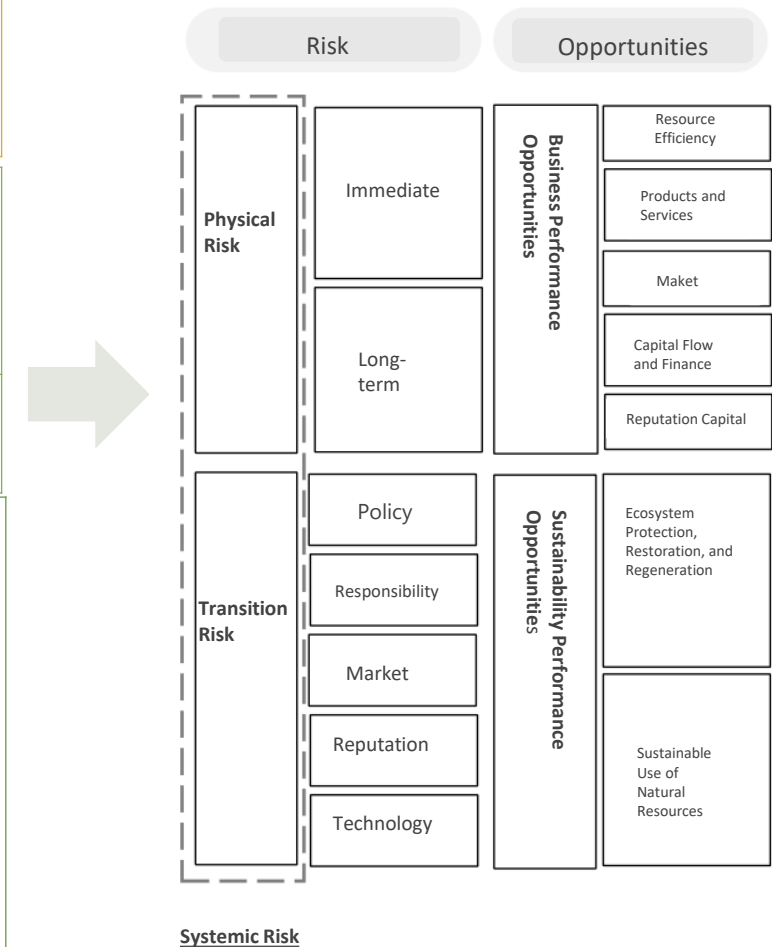 Risk
Opportunities
Physical
Risk
Immediate
Long-
term
Business Performance
Opportunities
Resource
Efficiency
Products and
Services
Maket
Capital Flow
and Finance
Reputation Capital
Transition
Risk
Policy
Responsibility
Market
Reputation
Technology
Sustainability Performance
Opportunities
Ecosystem
Protection,
Restoration, and
Regeneration
Sustainable
Use of
Natural
Resources
Systemic Risk